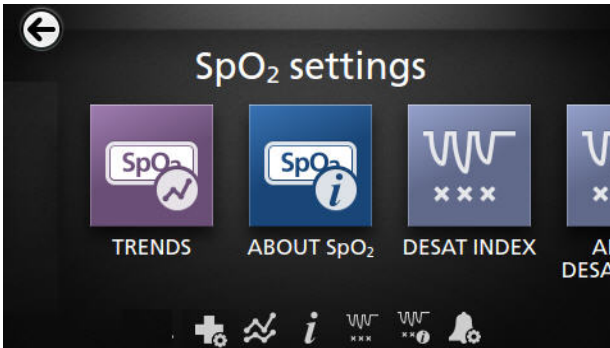 SpO₂ settings
SpO₂
SpO₂
TRENDS
ABOUT SpO₂
DESAT INDEX